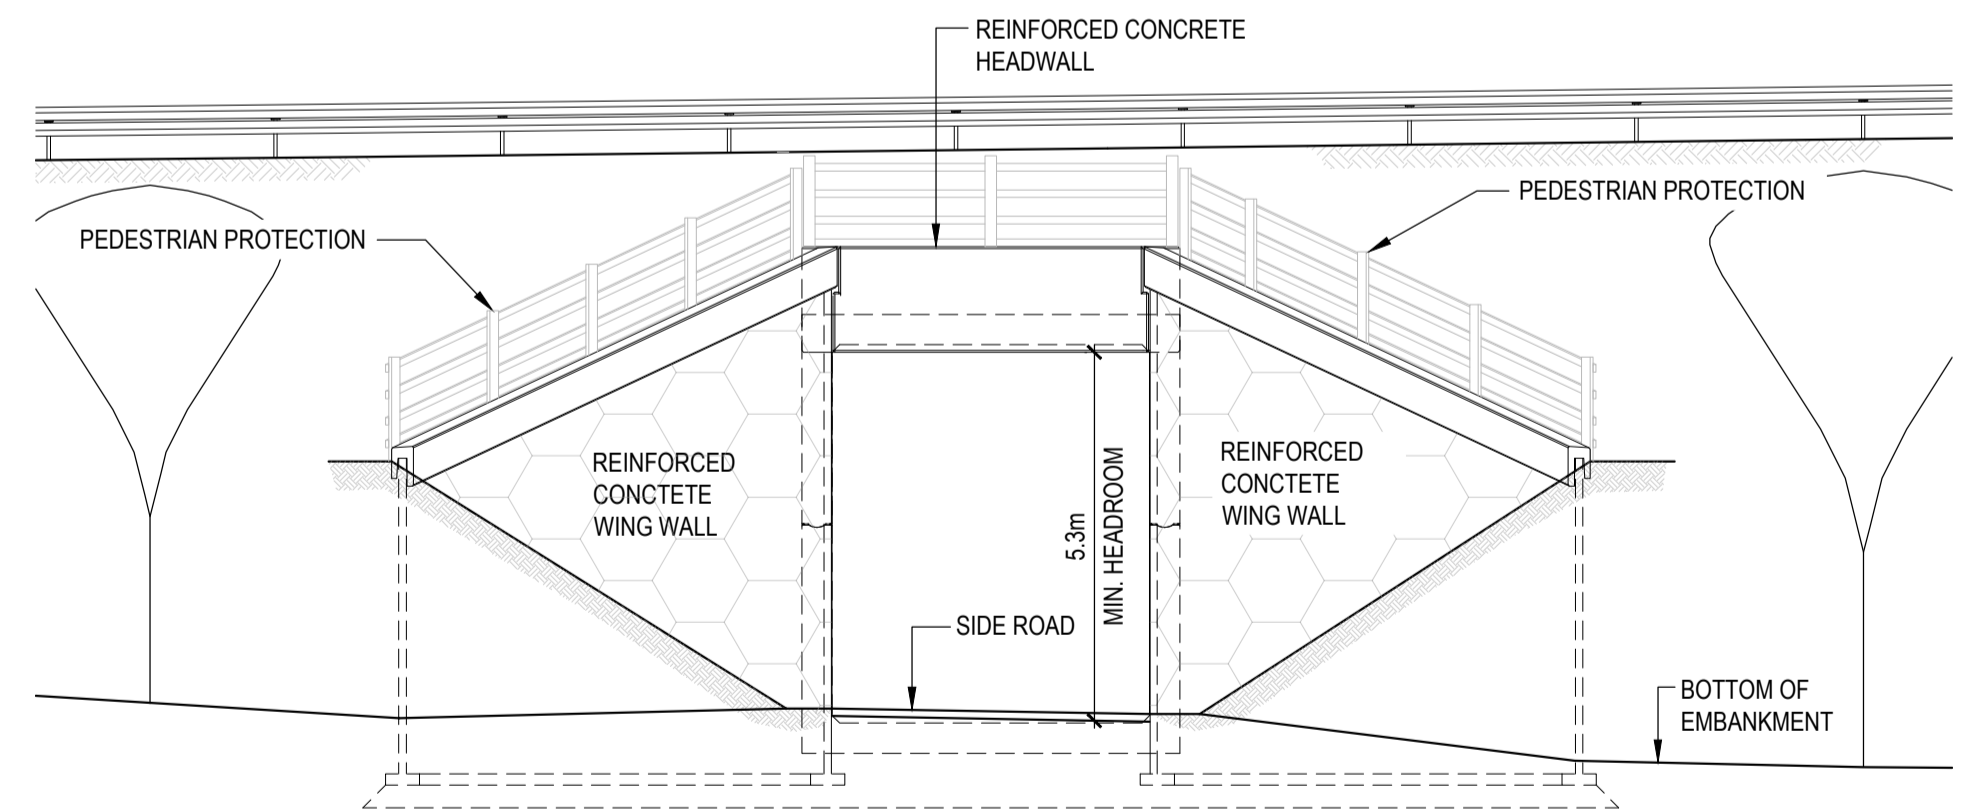 REINFORCED CONCRETE
HEADWALL
PEDESTRIAN PROTECTION
PEDESTRIAN PROTECTION
REINFORCED
CONCTETE
WING WALL
REINFORCED
CONCTETE
WING WALL
5.3m
MIN. HEADROOM
SIDE ROAD
BOTTOM OF
EMBANKMENT